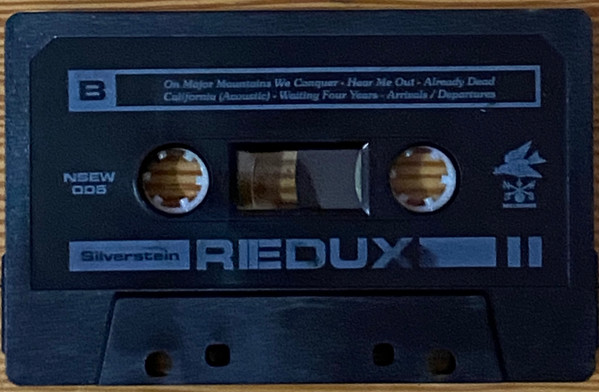 B
On Major Mountains We Conquer - Hear Me Out - Already Dead
California (Acoustic) - Waiting Four Years - Arrivals / Departures
NSEW
005
Silverstein REDUX II